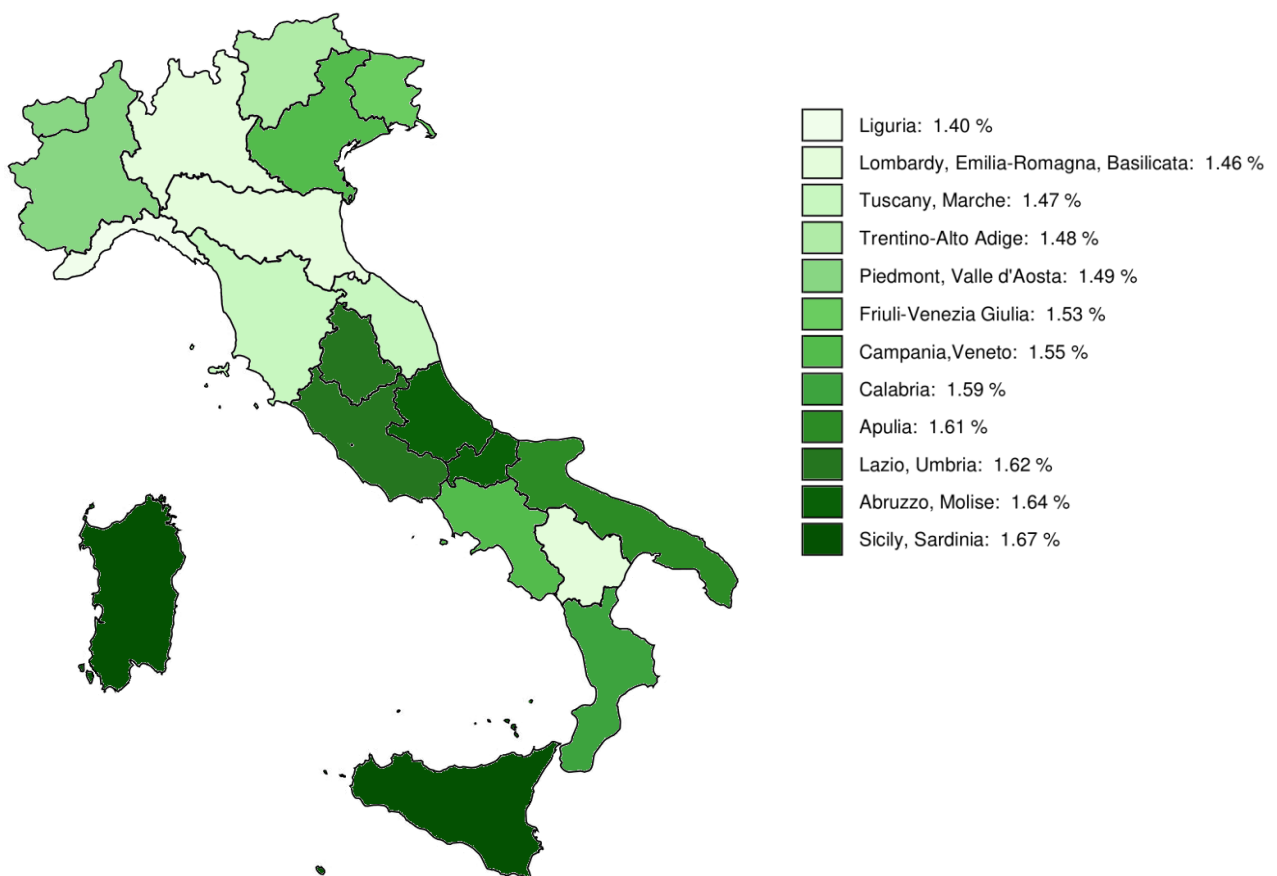 Liguria: 1.40 %
Lombardy, Emilia-Romagna, Basilicata: 1.46 %
Tuscany, Marche: 1.47 %
Trentino-Alto Adige: 1.48 %
Piedmont, Valle d'Aosta: 1.49 %
Friuli-Venezia Giulia: 1.53 %
Campania,Veneto: 1.55 %
Calabria: 1.59 %
Apulia: 1.61 %
Lazio, Umbria: 1.62 %
Abruzzo, Molise: 1.64 %
Sicily, Sardinia: 1.67 %